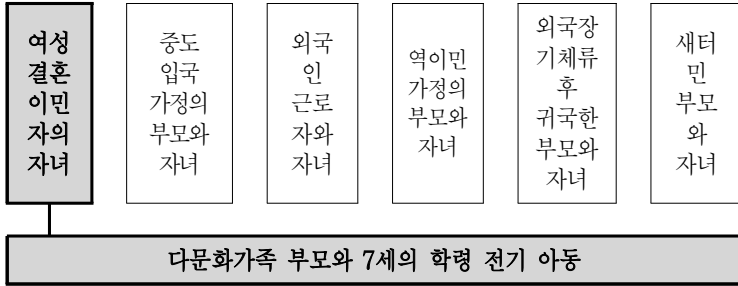 여성
결혼
이민
자의
자녀
중도
입국
가정의
부모와
자녀
외국
인
근로
자와
자녀
역이민
가정의
부모와
자녀
외국장
기체류
후
귀국한
부모와
자녀
새터
민
부모
와
자녀
다문화가족 부모와 7세의 학령 전기 아동